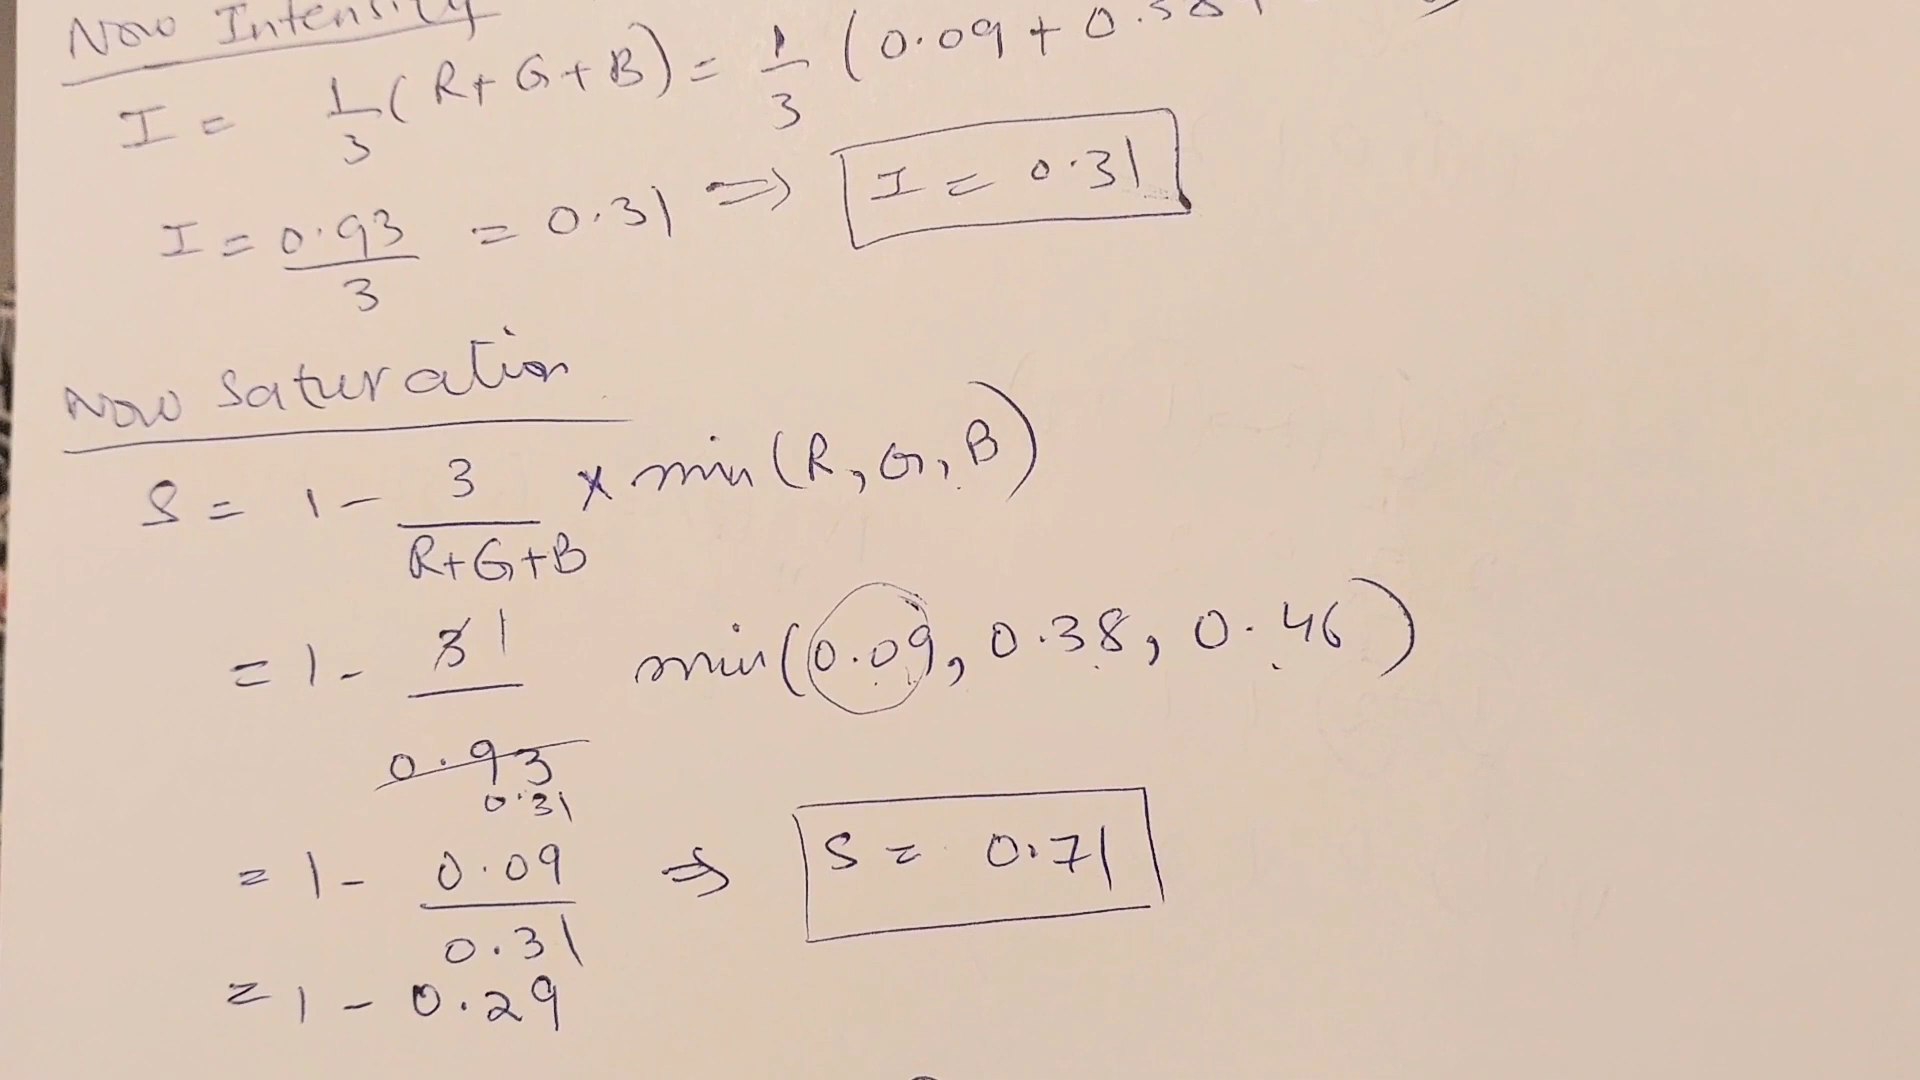 Now Intensity
I = 1/3 (R+G+B) = 1/3 (0.09 + 0.38
I = 0.93/3 = 0.31 => I = 0.31
Now Saturation
S = 1 - 3/(R+G+B) × min(R, G, B)
= 1 - 3 1 min(0.09, 0.38, 0.46)
0.93
0.31
= 1 - 0.09/0.31 => S = 0.71
= 1 - 0.29